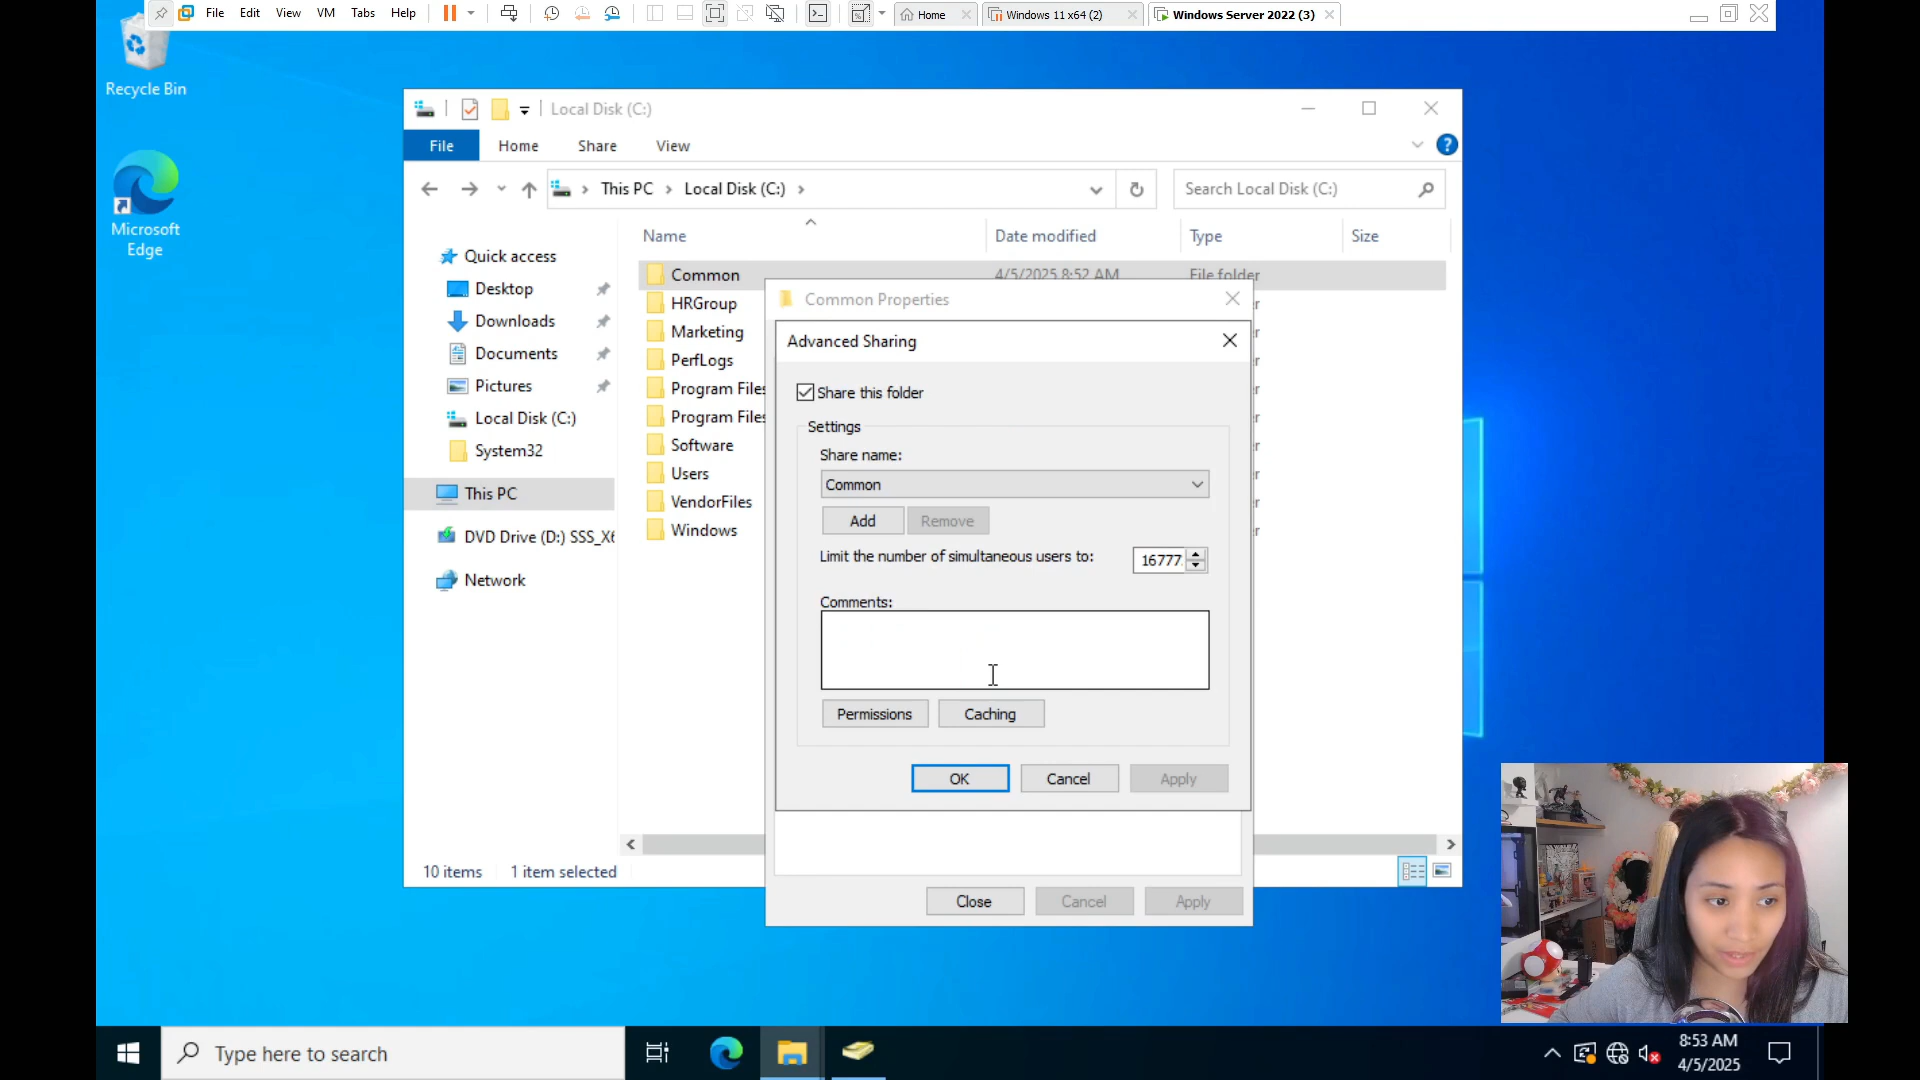 File Edit View VM Tabs Help
Home
Windows 11 x64 (2)
Windows Server 2022 (3)
Recycle Bin
Microsoft
Edge
Local Disk (C:)
File Home Share View
This PC Local Disk (C:)
Search Local Disk (C:)
Name Date modified Type Size
Quick access
Desktop
Downloads
Documents
Pictures
Local Disk (C:)
System32
This PC
DVD Drive (D:) SSS_X6
Network
Common 4/5/2025 8:52 AM File folder
HRGroup
Marketing
PerfLogs
Program Files
Program Files
Software
Users
VendorFiles
Windows
10 items 1 item selected
Common Properties
Advanced Sharing
Share this folder
Settings
Share name:
Common
Add Remove
Limit the number of simultaneous users to: 16777
Comments:
Permissions Caching
OK Cancel Apply
Close Cancel Apply
Type here to search
8:53 AM
4/5/2025